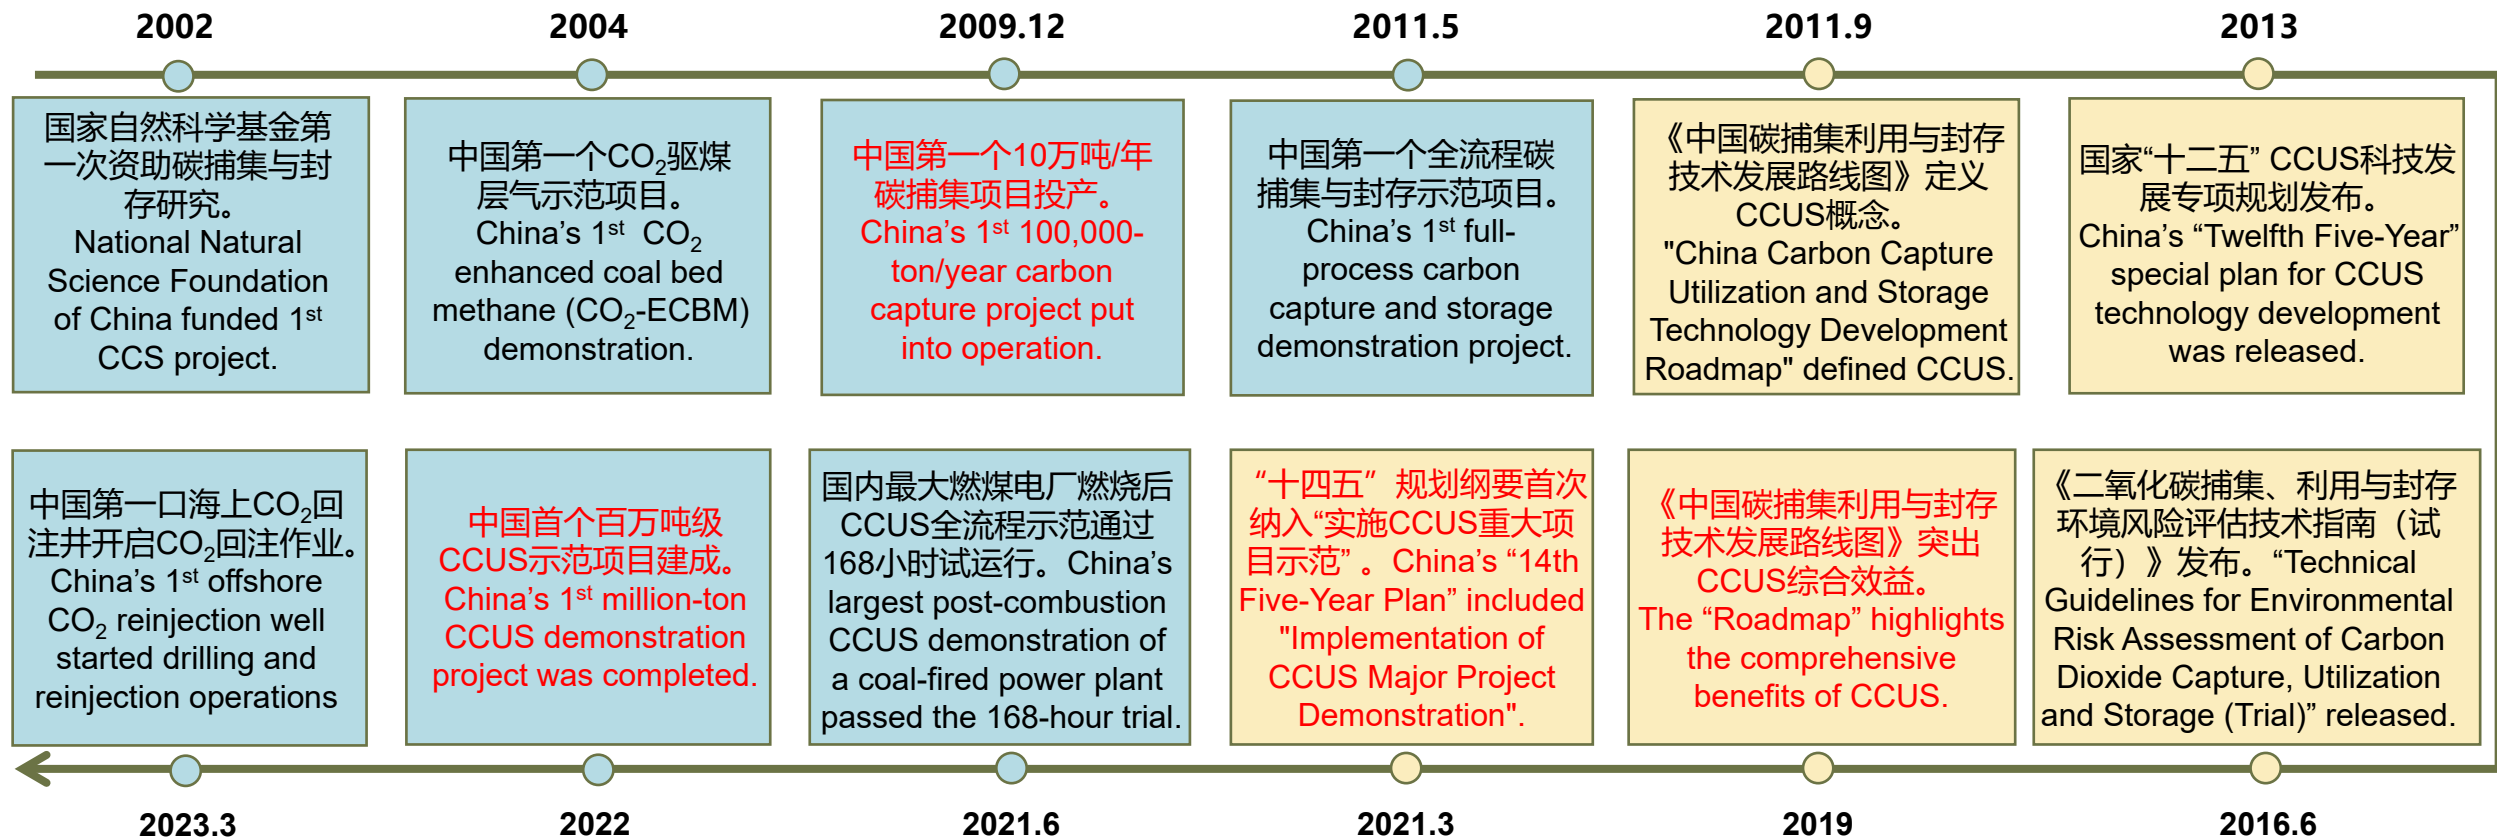 2002
国家自然科学基金第
一次资助碳捕集与封
存研究。
National Natural
Science Foundation
of China funded 1st
CCS project.
2004
中国第一个CO2驱煤
层气示范项目。
China’s 1st CO2
enhanced coal bed
methane (CO2-ECBM)
demonstration.
2009.12
中国第一个10万吨/年
碳捕集项目投产。
China’s 1st 100,000-
ton/year carbon
capture project put
into operation.
2011.5
中国第一个全流程碳
捕集与封存示范项目。
China’s 1st full-
process carbon
capture and storage
demonstration project.
2011.9
《中国碳捕集利用与封存
技术发展路线图》定义
CCUS概念。
"China Carbon Capture
Utilization and Storage
Technology Development
Roadmap" defined CCUS.
2013
国家“十二五” CCUS科技发
展专项规划发布。
China’s “Twelfth Five-Year”
special plan for CCUS
technology development
was released.
《二氧化碳捕集、利用与封存
环境风险评估技术指南（试
行）》发布。“Technical
Guidelines for Environmental
Risk Assessment of Carbon
Dioxide Capture, Utilization
and Storage (Trial)” released.
2016.6
《中国碳捕集利用与封存
技术发展路线图》突出
CCUS综合效益。
The “Roadmap” highlights
the comprehensive
benefits of CCUS.
2019
“十四五”规划纲要首次
纳入“实施CCUS重大项
目示范” 。China’s “14th
Five-Year Plan” included
"Implementation of
CCUS Major Project
Demonstration".
2021.3
国内最大燃煤电厂燃烧后
CCUS全流程示范通过
168小时试运行。China’s
largest post-combustion
CCUS demonstration of
a coal-fired power plant
passed the 168-hour trial.
2021.6
中国首个百万吨级
CCUS示范项目建成。
China’s 1st million-ton
CCUS demonstration
project was completed.
2022
中国第一口海上CO2回
注井开启CO2回注作业。
China’s 1st offshore
CO2 reinjection well
started drilling and
reinjection operations
2023.3